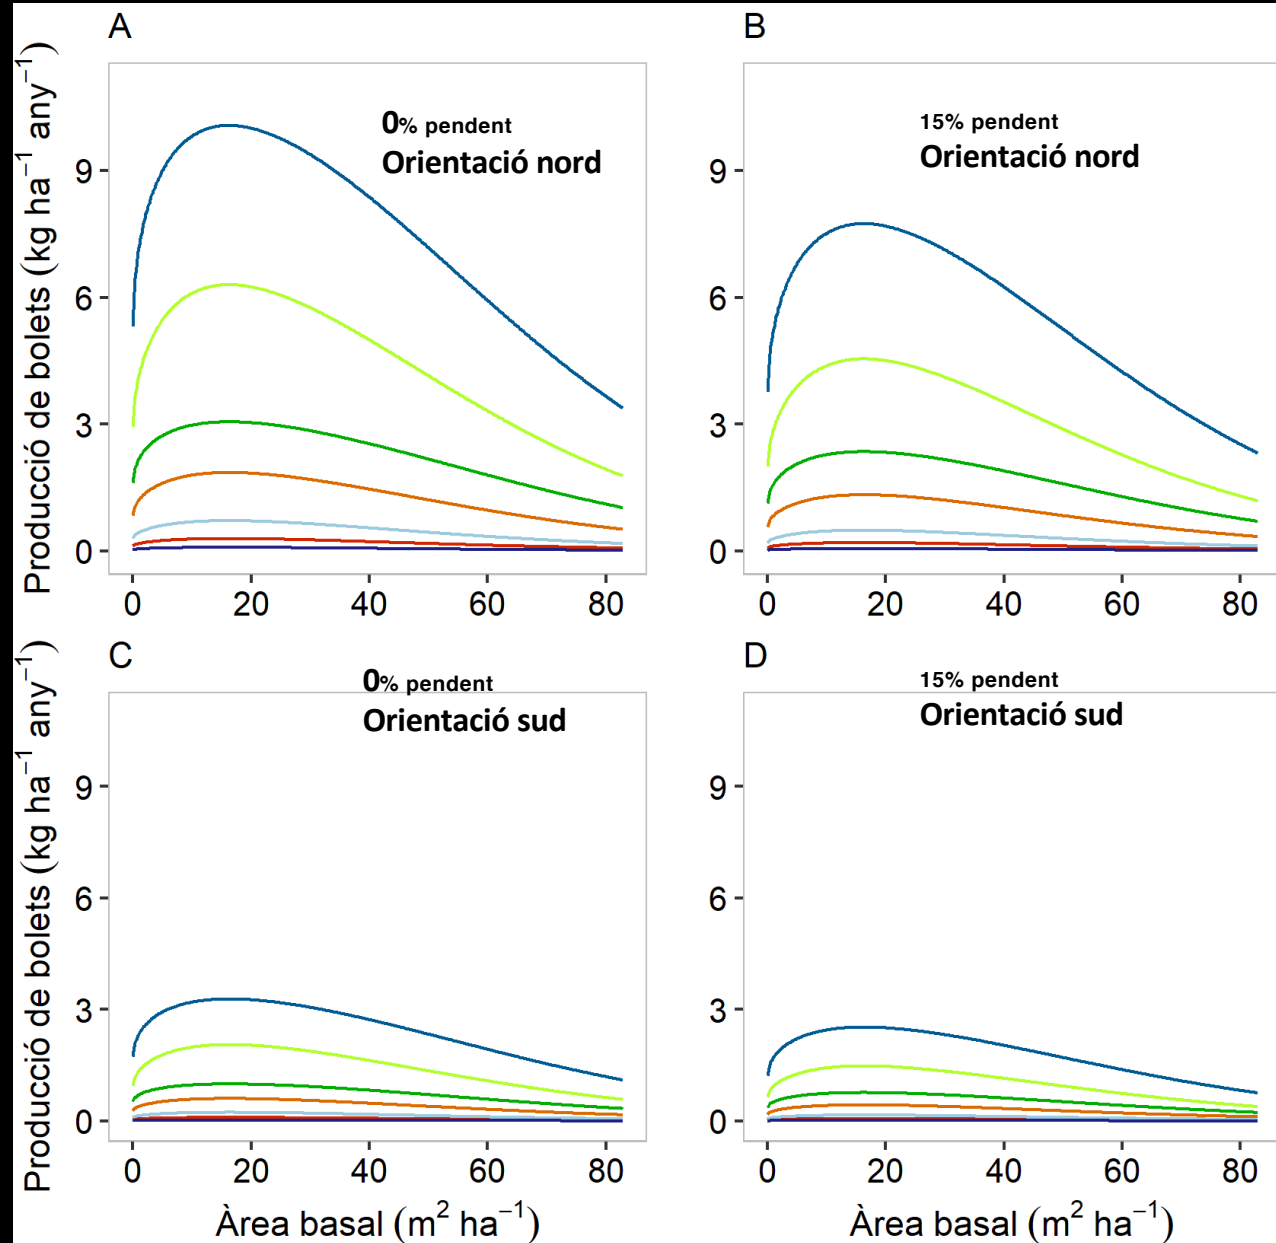 A
B
Producció de bolets (kg ha⁻¹ any⁻¹)
0% pendent
Orientació nord
15% pendent
Orientació nord
9
6
3
0
0 20 40 60 80
9
6
3
0
0 20 40 60 80
C
D
Producció de bolets (kg ha⁻¹ any⁻¹)
0% pendent
Orientació sud
15% pendent
Orientació sud
9
6
3
0
0 20 40 60 80
Àrea basal (m² ha⁻¹)
9
6
3
0
0 20 40 60 80
Àrea basal (m² ha⁻¹)